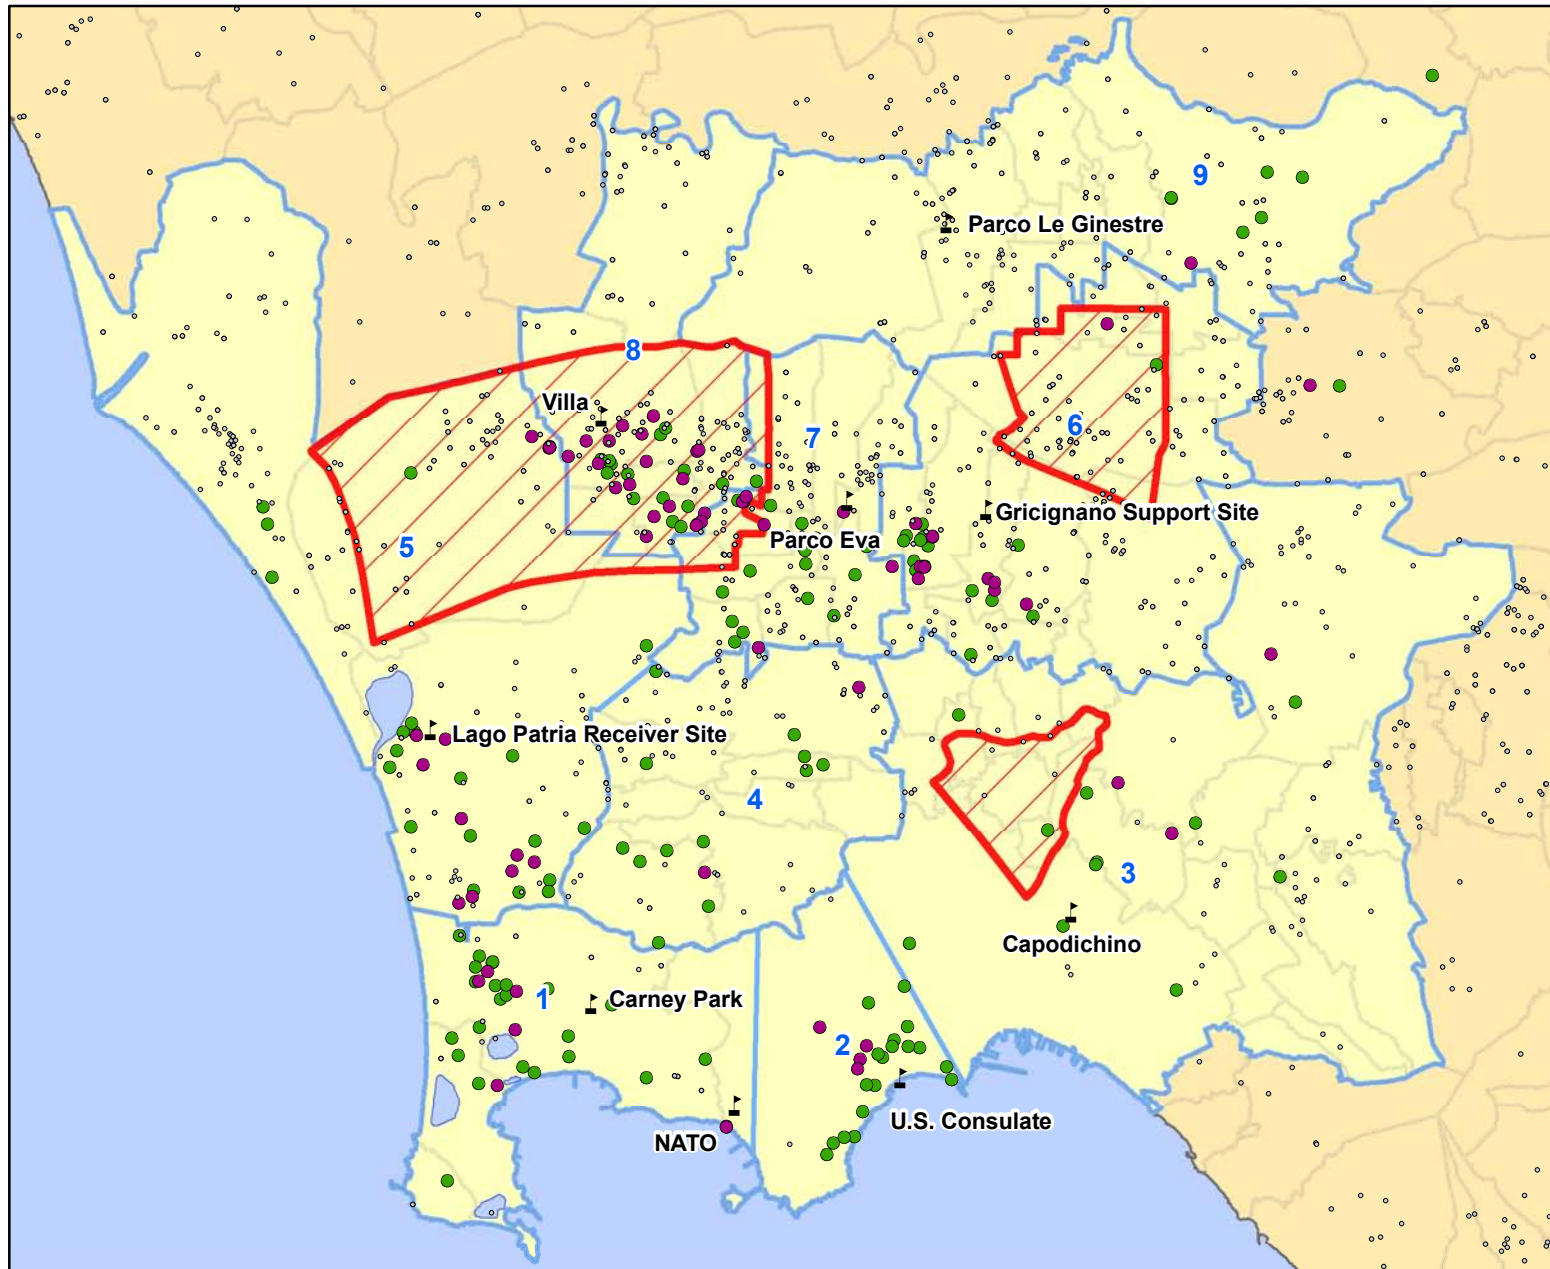 9
Parco Le Ginestre
8
Villa
6
7
Gricignano Support Site
Parco Eva
5
Lago Patria Receiver Site
4
3
Capodichino
Carney Park
1
2
U.S. Consulate
NATO